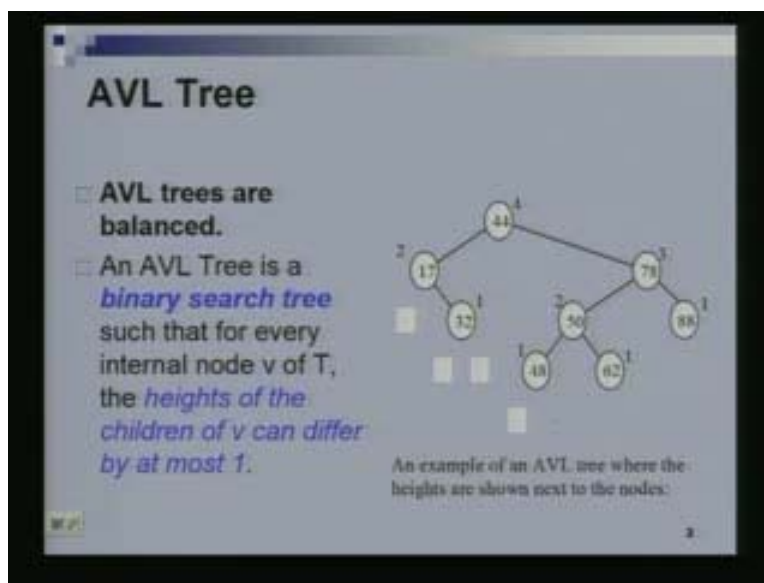 AVL Tree
AVL trees are
balanced.
An AVL Tree is a
binary search tree
such that for every
internal node v of T,
the heights of the
children of v can differ
by at most 1.
4
44
2
17
3
78
1
32
2
50
1
88
1
48
1
62
An example of an AVL tree where the
heights are shown next to the nodes:
3